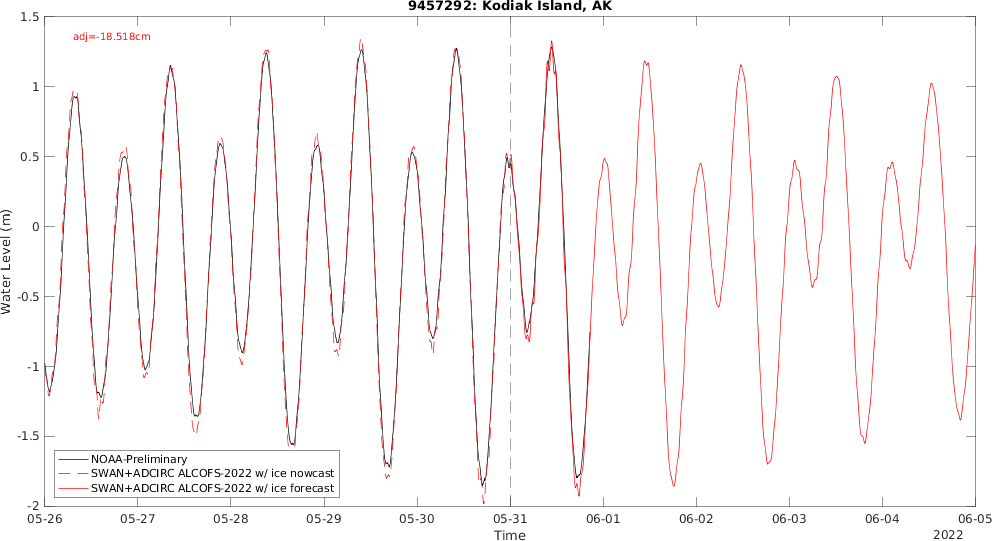 9457292: Kodiak Island, AK
adj=-18.518cm
Water Level (m)
1.5
1
0.5
0
-0.5
-1
-1.5
-2
NOAA-Preliminary
SWAN+ADCIRC ALCOFS-2022 w/ ice nowcast
SWAN+ADCIRC ALCOFS-2022 w/ ice forecast
05-26 05-27 05-28 05-29 05-30 05-31 06-01 06-02 06-03 06-04 06-05
Time
2022